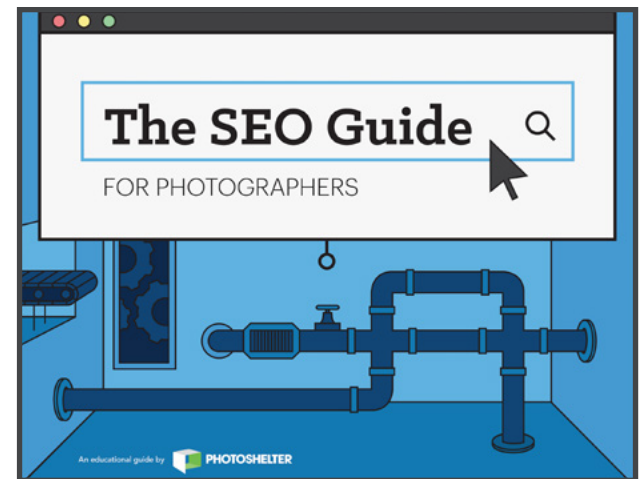 The SEO Guide
FOR PHOTOGRAPHERS
An educational guide by PHOTOSHELTER